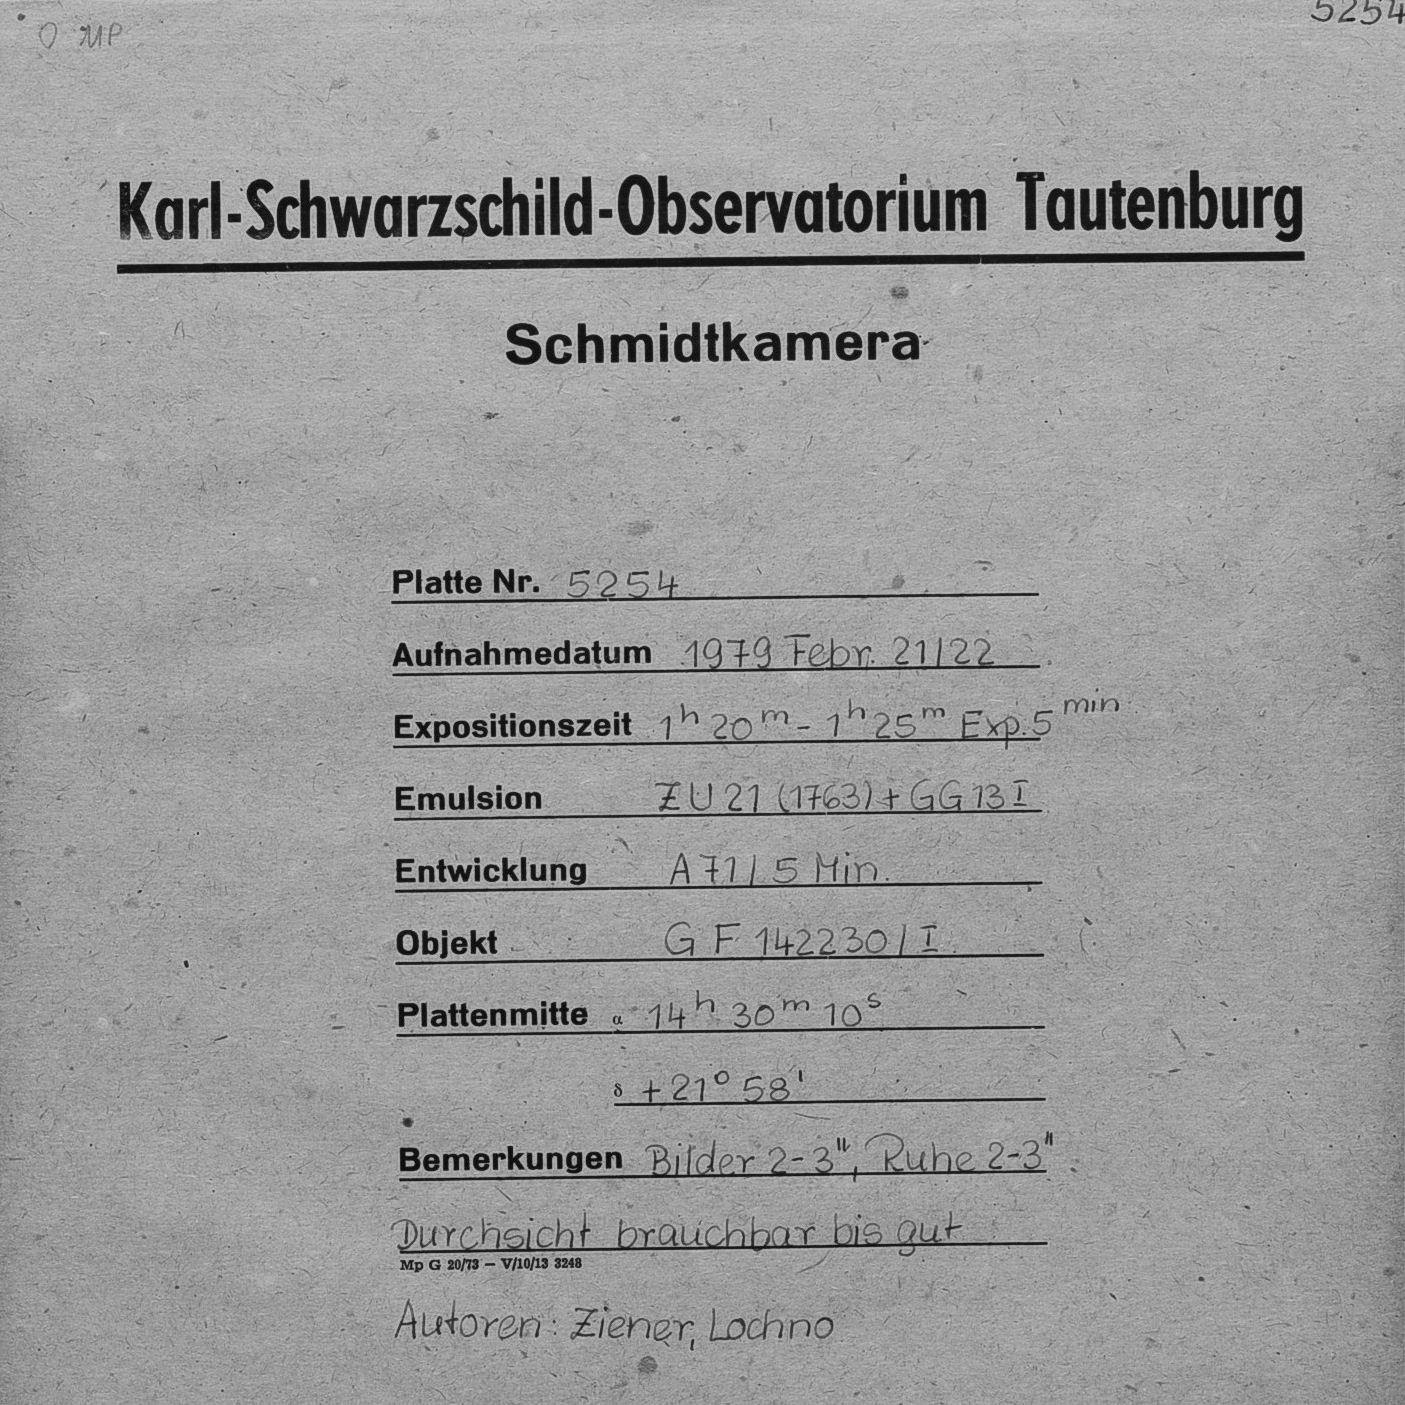 O MP
5254
Karl-Schwarzschild-Observatorium Tautenburg
Schmidtkamera
Platte Nr. 5254
Aufnahmedatum 1979 Febr. 21/22
Expositionszeit 1h 20m – 1h 25m Exp. 5min
Emulsion ZU 21 (1763) + GG 13 I
Entwicklung A 71 / 5 Min.
Objekt G F 142230 / I
Plattenmitte α 14h 30m 10s
δ +21° 58'
Bemerkungen Bilder 2-3", Ruhe 2-3"
Durchsicht brauchbar bis gut
Mp G 20/73 — V/10/13 3248
Autoren: Ziener, Lochno